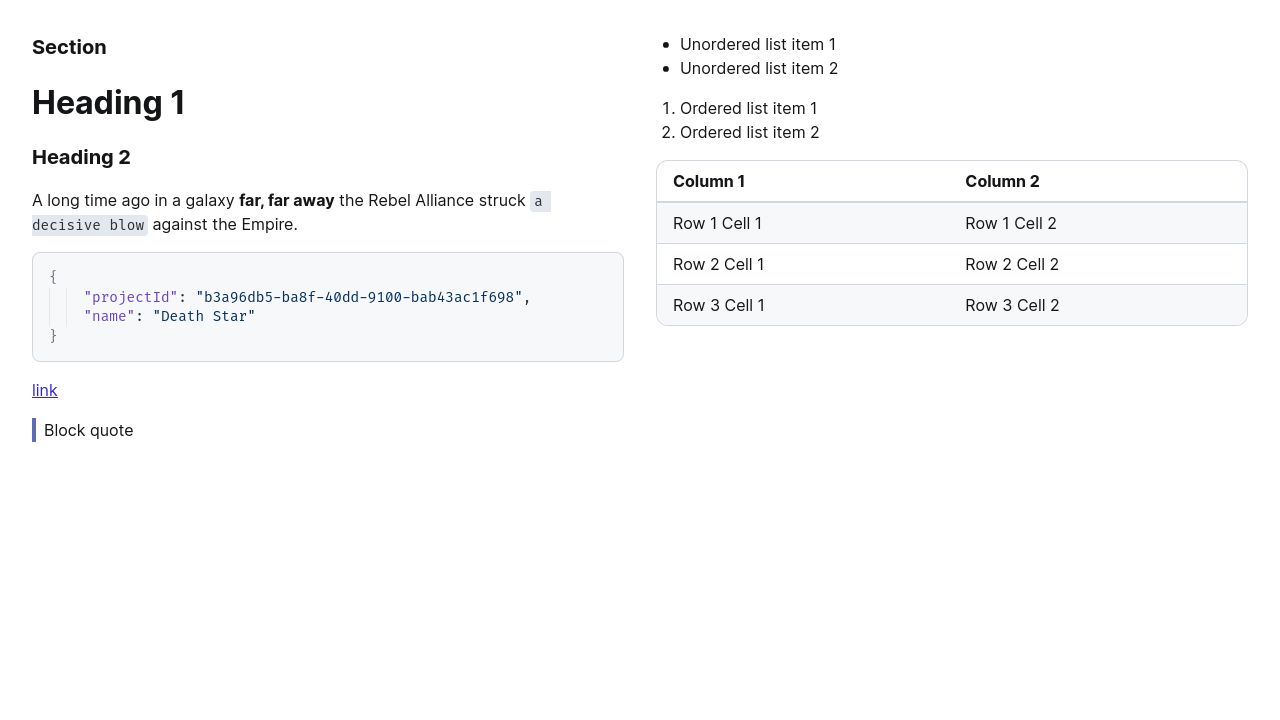 Section
Heading 1
Heading 2
A long time ago in a galaxy far, far away the Rebel Alliance struck a
decisive blow against the Empire.
{
"projectId": "b3a96db5-ba8f-40dd-9100-bab43ac1f698",
"name": "Death Star"
}
link
Block quote
• Unordered list item 1
• Unordered list item 2
1. Ordered list item 1
2. Ordered list item 2
Column 1 Column 2
Row 1 Cell 1 Row 1 Cell 2
Row 2 Cell 1 Row 2 Cell 2
Row 3 Cell 1 Row 3 Cell 2